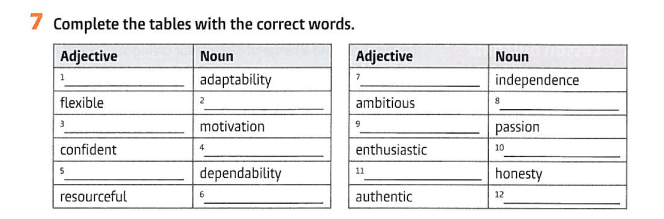 7 Complete the tables with the correct words.
Adjective Noun
1 adaptability
flexible 2
3 motivation
confident 4
5 dependability
resourceful 6
Adjective Noun
7 independence
ambitious 8
9 passion
enthusiastic 10
11 honesty
authentic 12